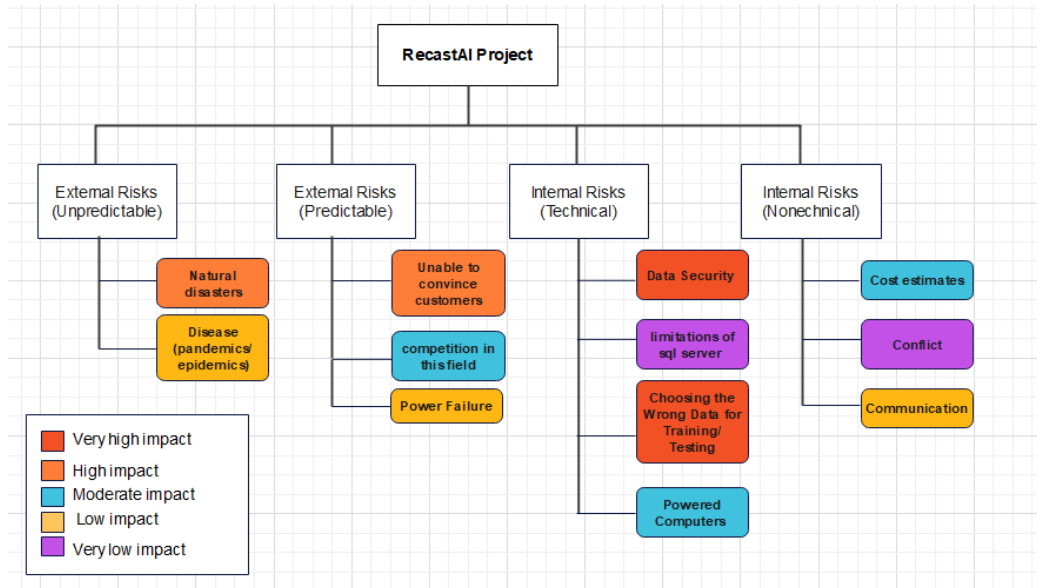 RecastAI Project
External Risks
(Unpredictable)
External Risks
(Predictable)
Internal Risks
(Technical)
Internal Risks
(Nonechnical)
Natural
disasters
Disease
(pandemics/
epidemics)
Unable to
convince
customers
competition in
this field
Power Failure
Data Security
limitations of
sql server
Choosing the
Wrong Data for
Training/
Testing
Powered
Computers
Cost estimates
Conflict
Communication
Very high impact
High impact
Moderate impact
Low impact
Very low impact